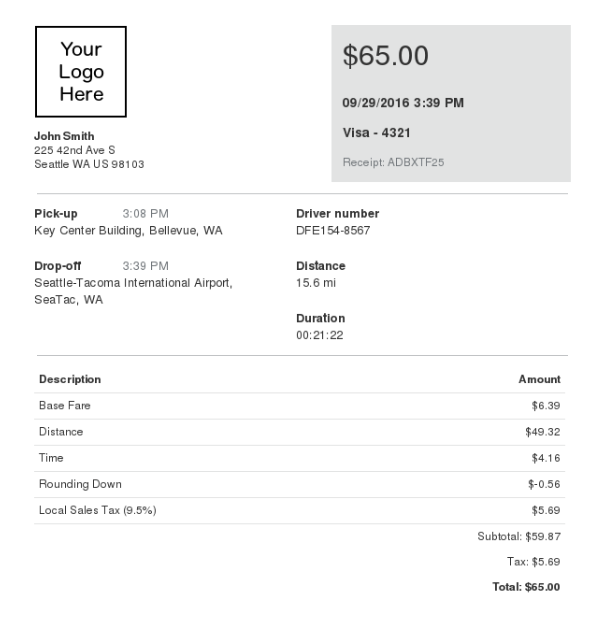 Your
Logo
Here
$65.00
09/29/2016 3:39 PM
Visa - 4321
Receipt: ADBXTF25
John Smith
225 42nd Ave S
Seattle WA US 98103
Pick-up 3:08 PM
Key Center Building, Bellevue, WA
Drop-off 3:39 PM
Seattle-Tacoma International Airport,
SeaTac, WA
Driver number
DFE154-8567
Distance
15.6 mi
Duration
00:21:22
Description Amount
Base Fare $6.39
Distance $49.32
Time $4.16
Rounding Down $-0.56
Local Sales Tax (9.5%) $5.69
Subtotal: $59.87
Tax: $5.69
Total: $65.00